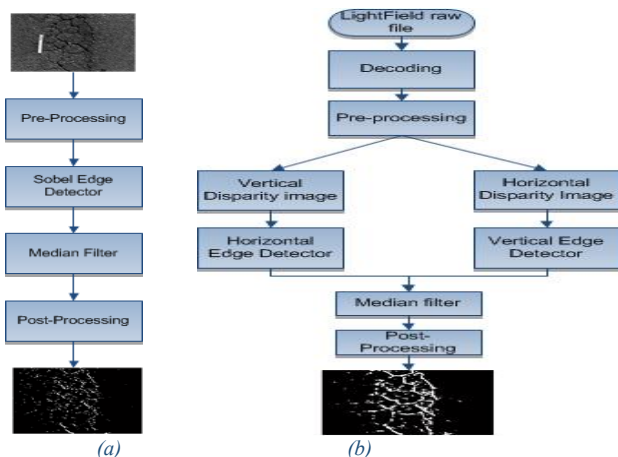 Pre-Processing
Sobel Edge
Detector
Median Filter
Post-Processing
(a)
LightField raw
file
Decoding
Pre-processing
Vertical
Disparity image
Horizontal
Disparity Image
Horizontal
Edge Detector
Vertical Edge
Detector
Median filter
Post-
Processing
(b)